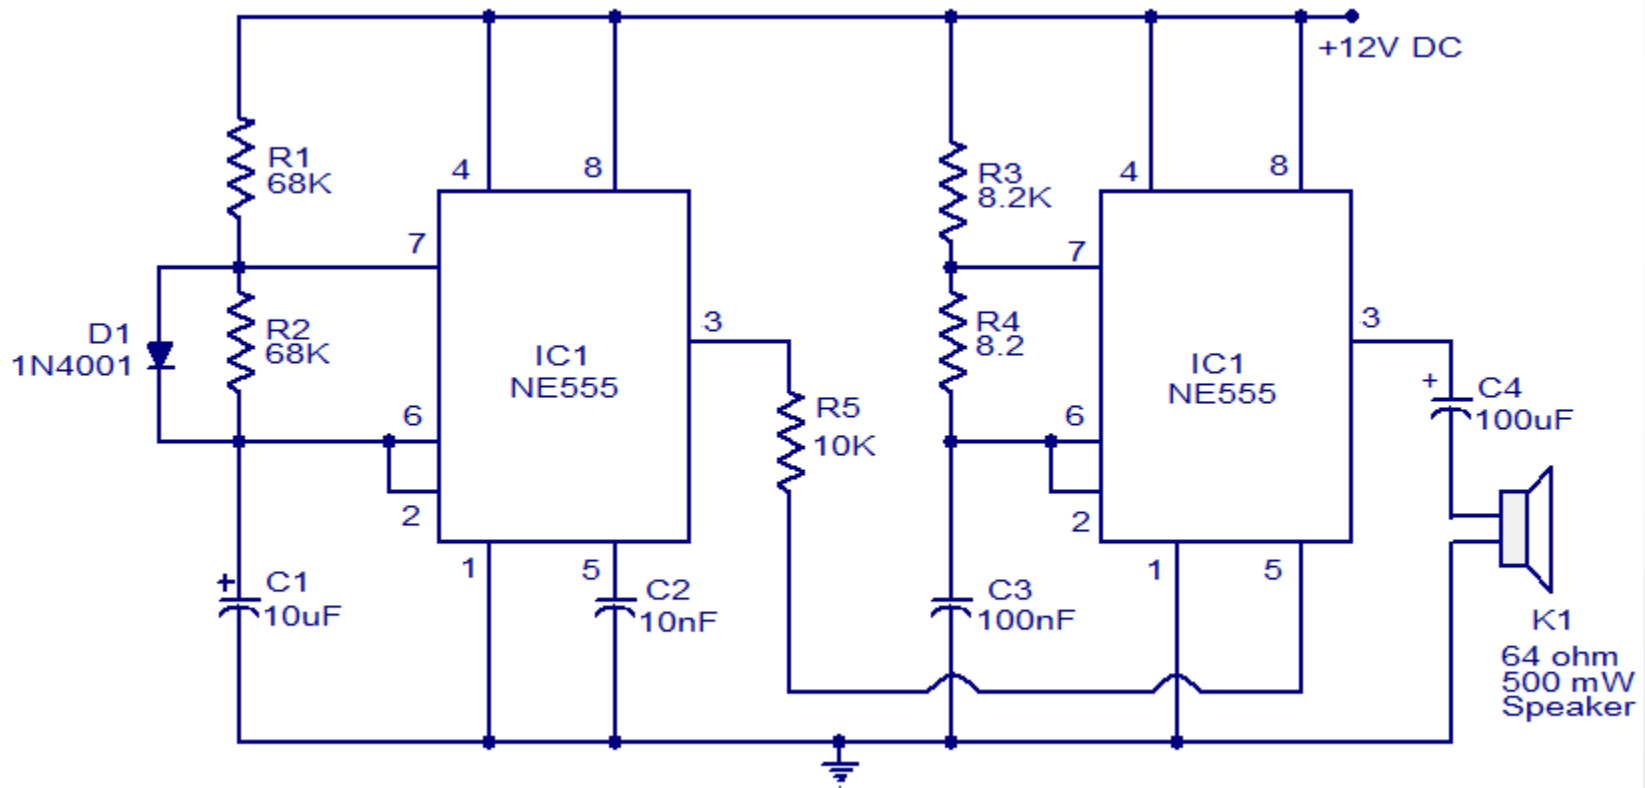 +12V DC
R1
68K
4
8
R3
8.2K
4
8
7
7
D1
1N4001
R2
68K
3
R4
8.2
3
IC1
NE555
IC1
NE555
+
C4
100uF
6
R5
10K
6
2
2
1
5
1
5
+
C1
10uF
C2
10nF
C3
100nF
K1
64 ohm
500 mW
Speaker